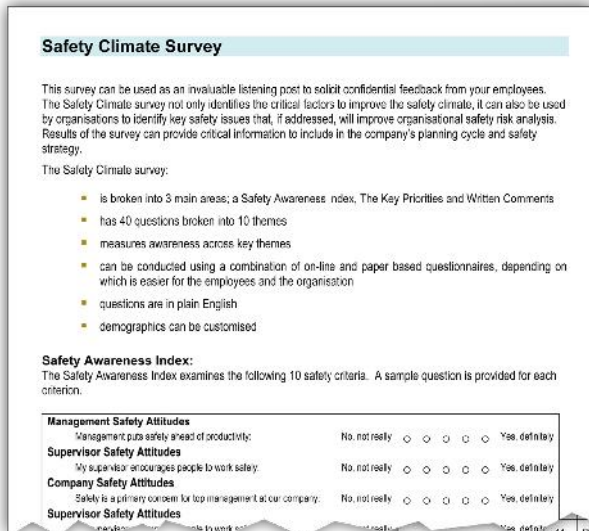 Safety Climate Survey
This survey can be used as an invaluable listening post to solicit confidential feedback from your employees.
The Safety Climate survey not only identifies the critical factors to improve the safety climate, it can also be used
by organisations to identify key safety issues that, if addressed, will improve organisational safety risk analysis.
Results of the survey can provide critical information to include in the company's planning cycle and safety
strategy.
The Safety Climate survey:
is broken into 3 main areas; a Safety Awareness Index, The Key Priorities and Written Comments
has 40 questions broken into 10 themes
measures awareness across key themes
can be conducted using a combination of on-line and paper based questionnaires, depending on
which is easier for the employees and the organisation
questions are in plain English
demographics can be customised
Safety Awareness Index:
The Safety Awareness Index examines the following 10 safety criteria. A sample question is provided for each
criterion.
Management Safety Attitudes
Management puts safety ahead of productivity: No, not really Yes, definitely
Supervisor Safety Attitudes
My supervisor encourages people to work safely. No, not really Yes, definitely
Company Safety Attitudes
Safety is a primary concern for top management at our company. No, not really Yes, definitely
Supervisor Safety Attitudes